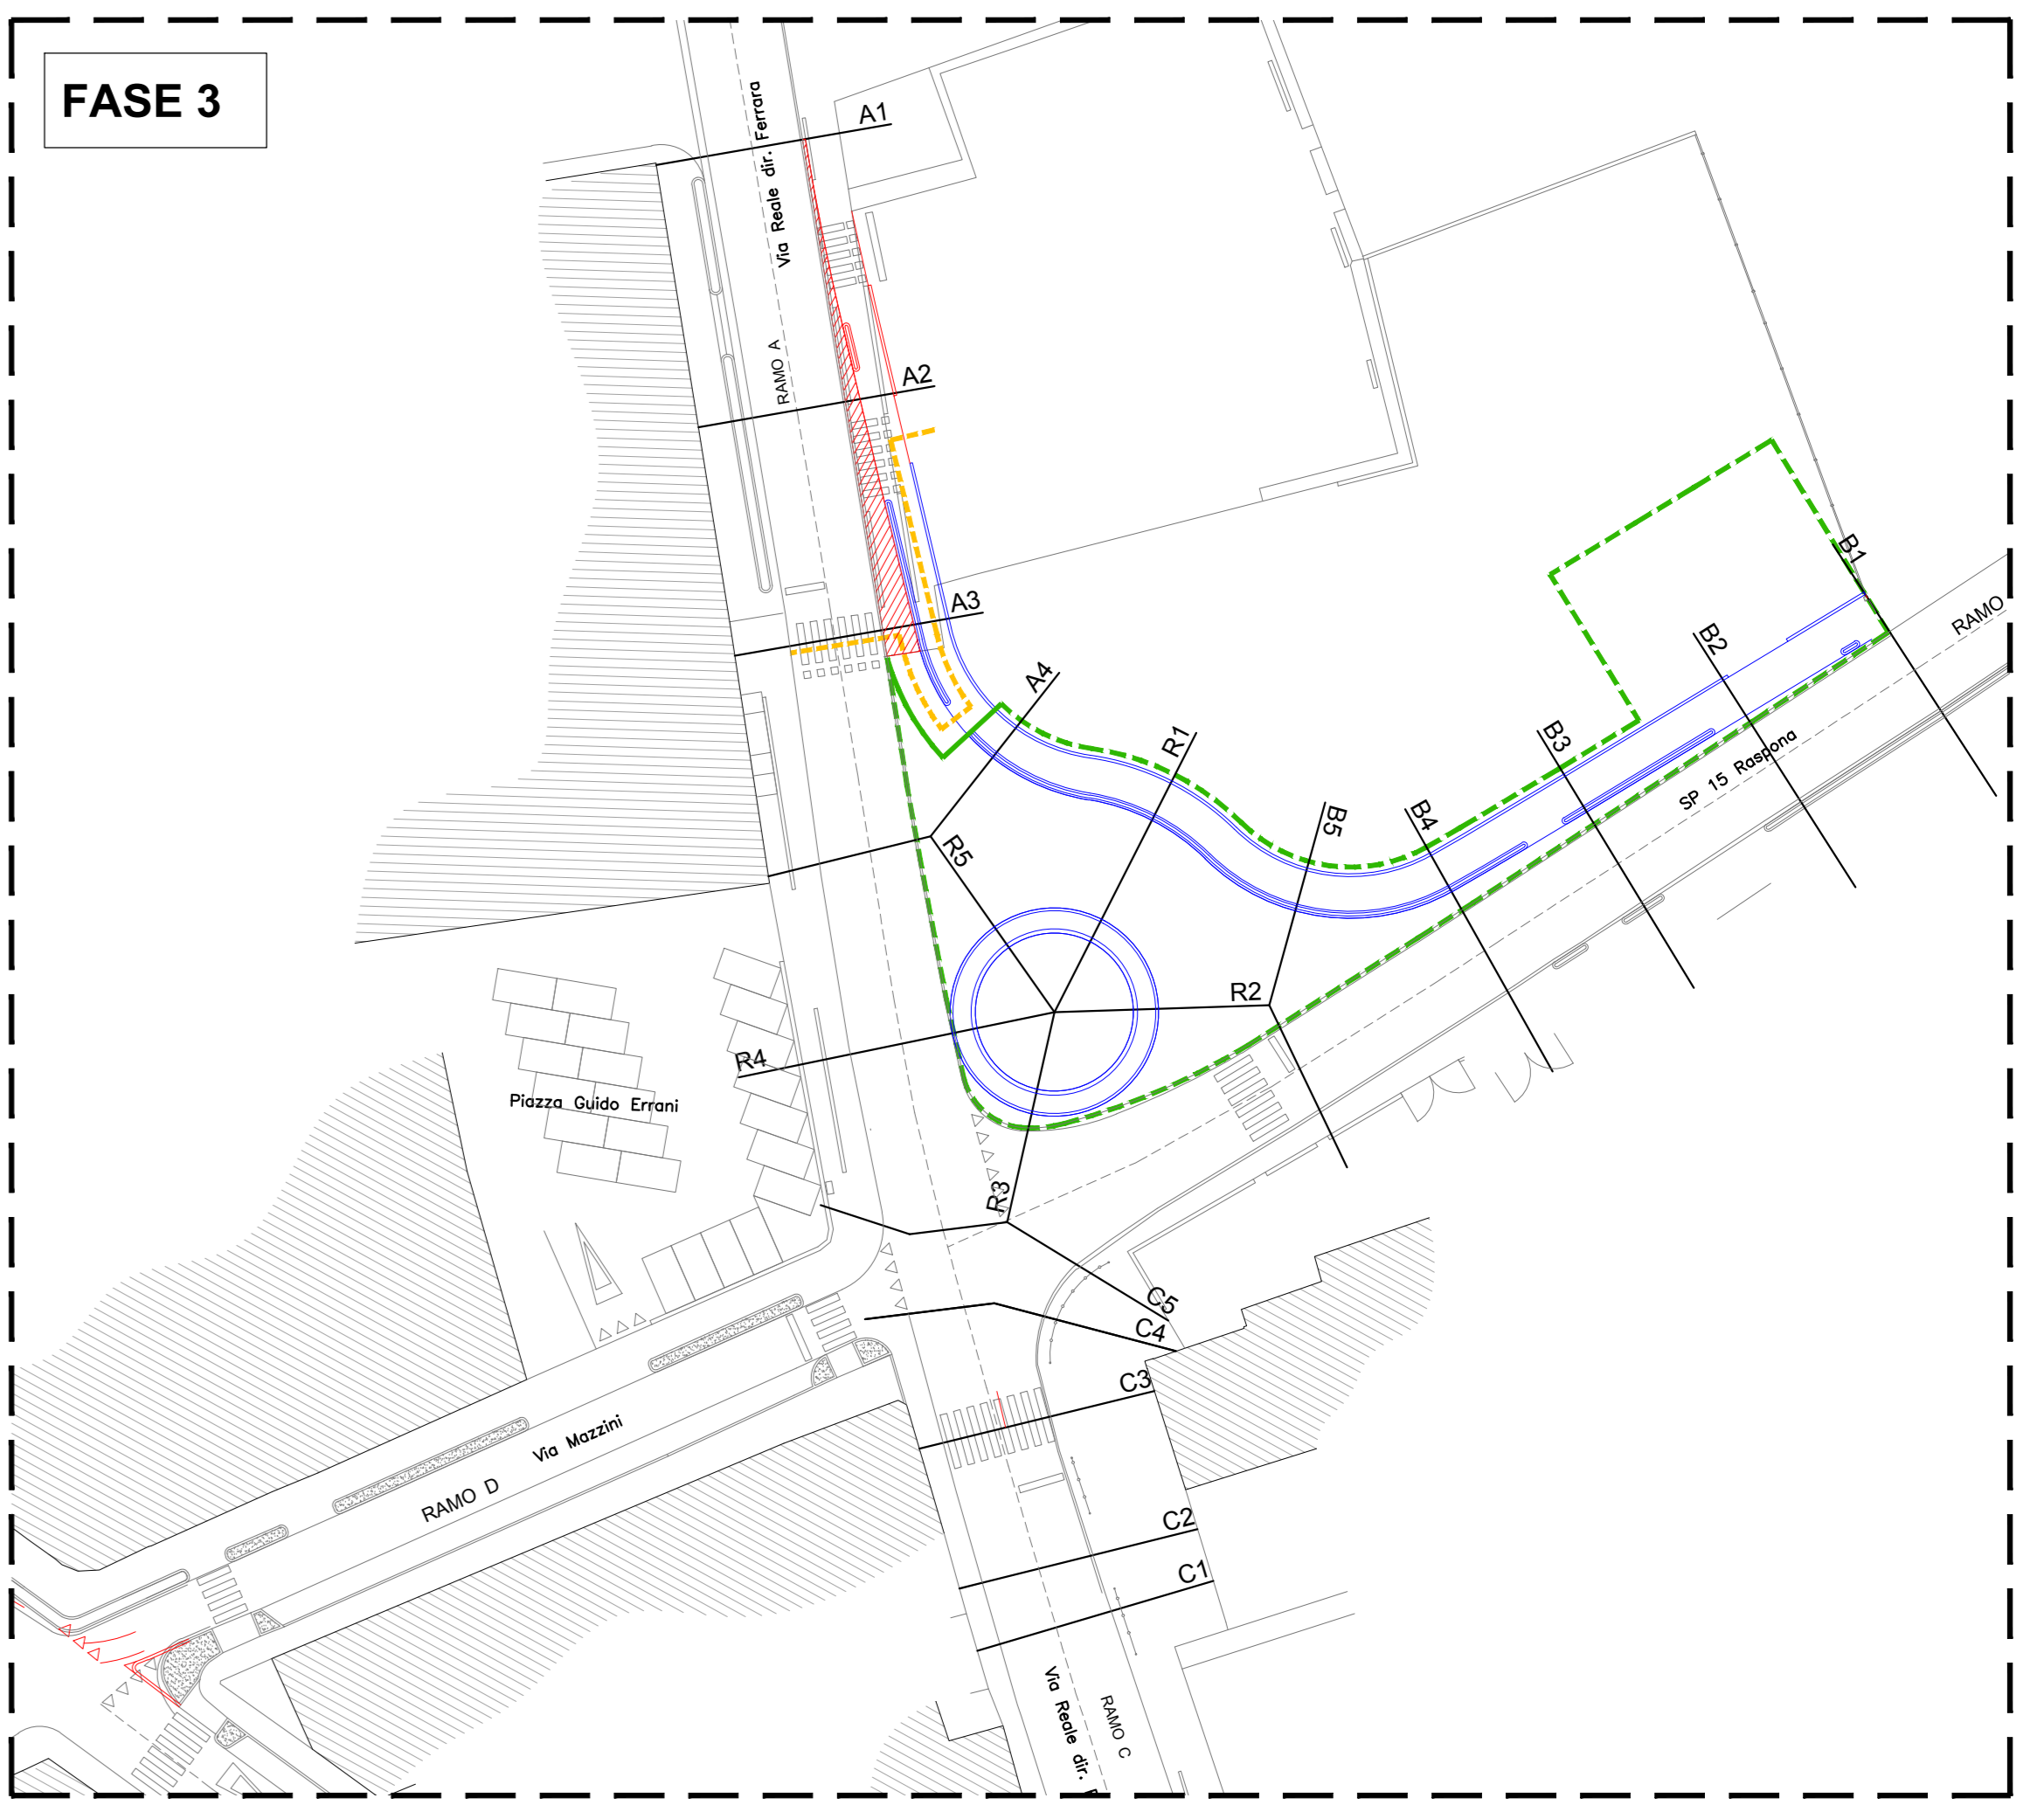 FASE 3
A1
Via Reale dir. Ferrara
RAMO A
A2
A3
A4
B1
RAMO
B2
B3
SP 15 Raspona
R1
B5
B4
R5
R2
R4
Piazza Guido Errani
R3
C5
C4
C3
Via Mazzini
RAMO D
C2
C1
Via Reale dir.
RAMO C